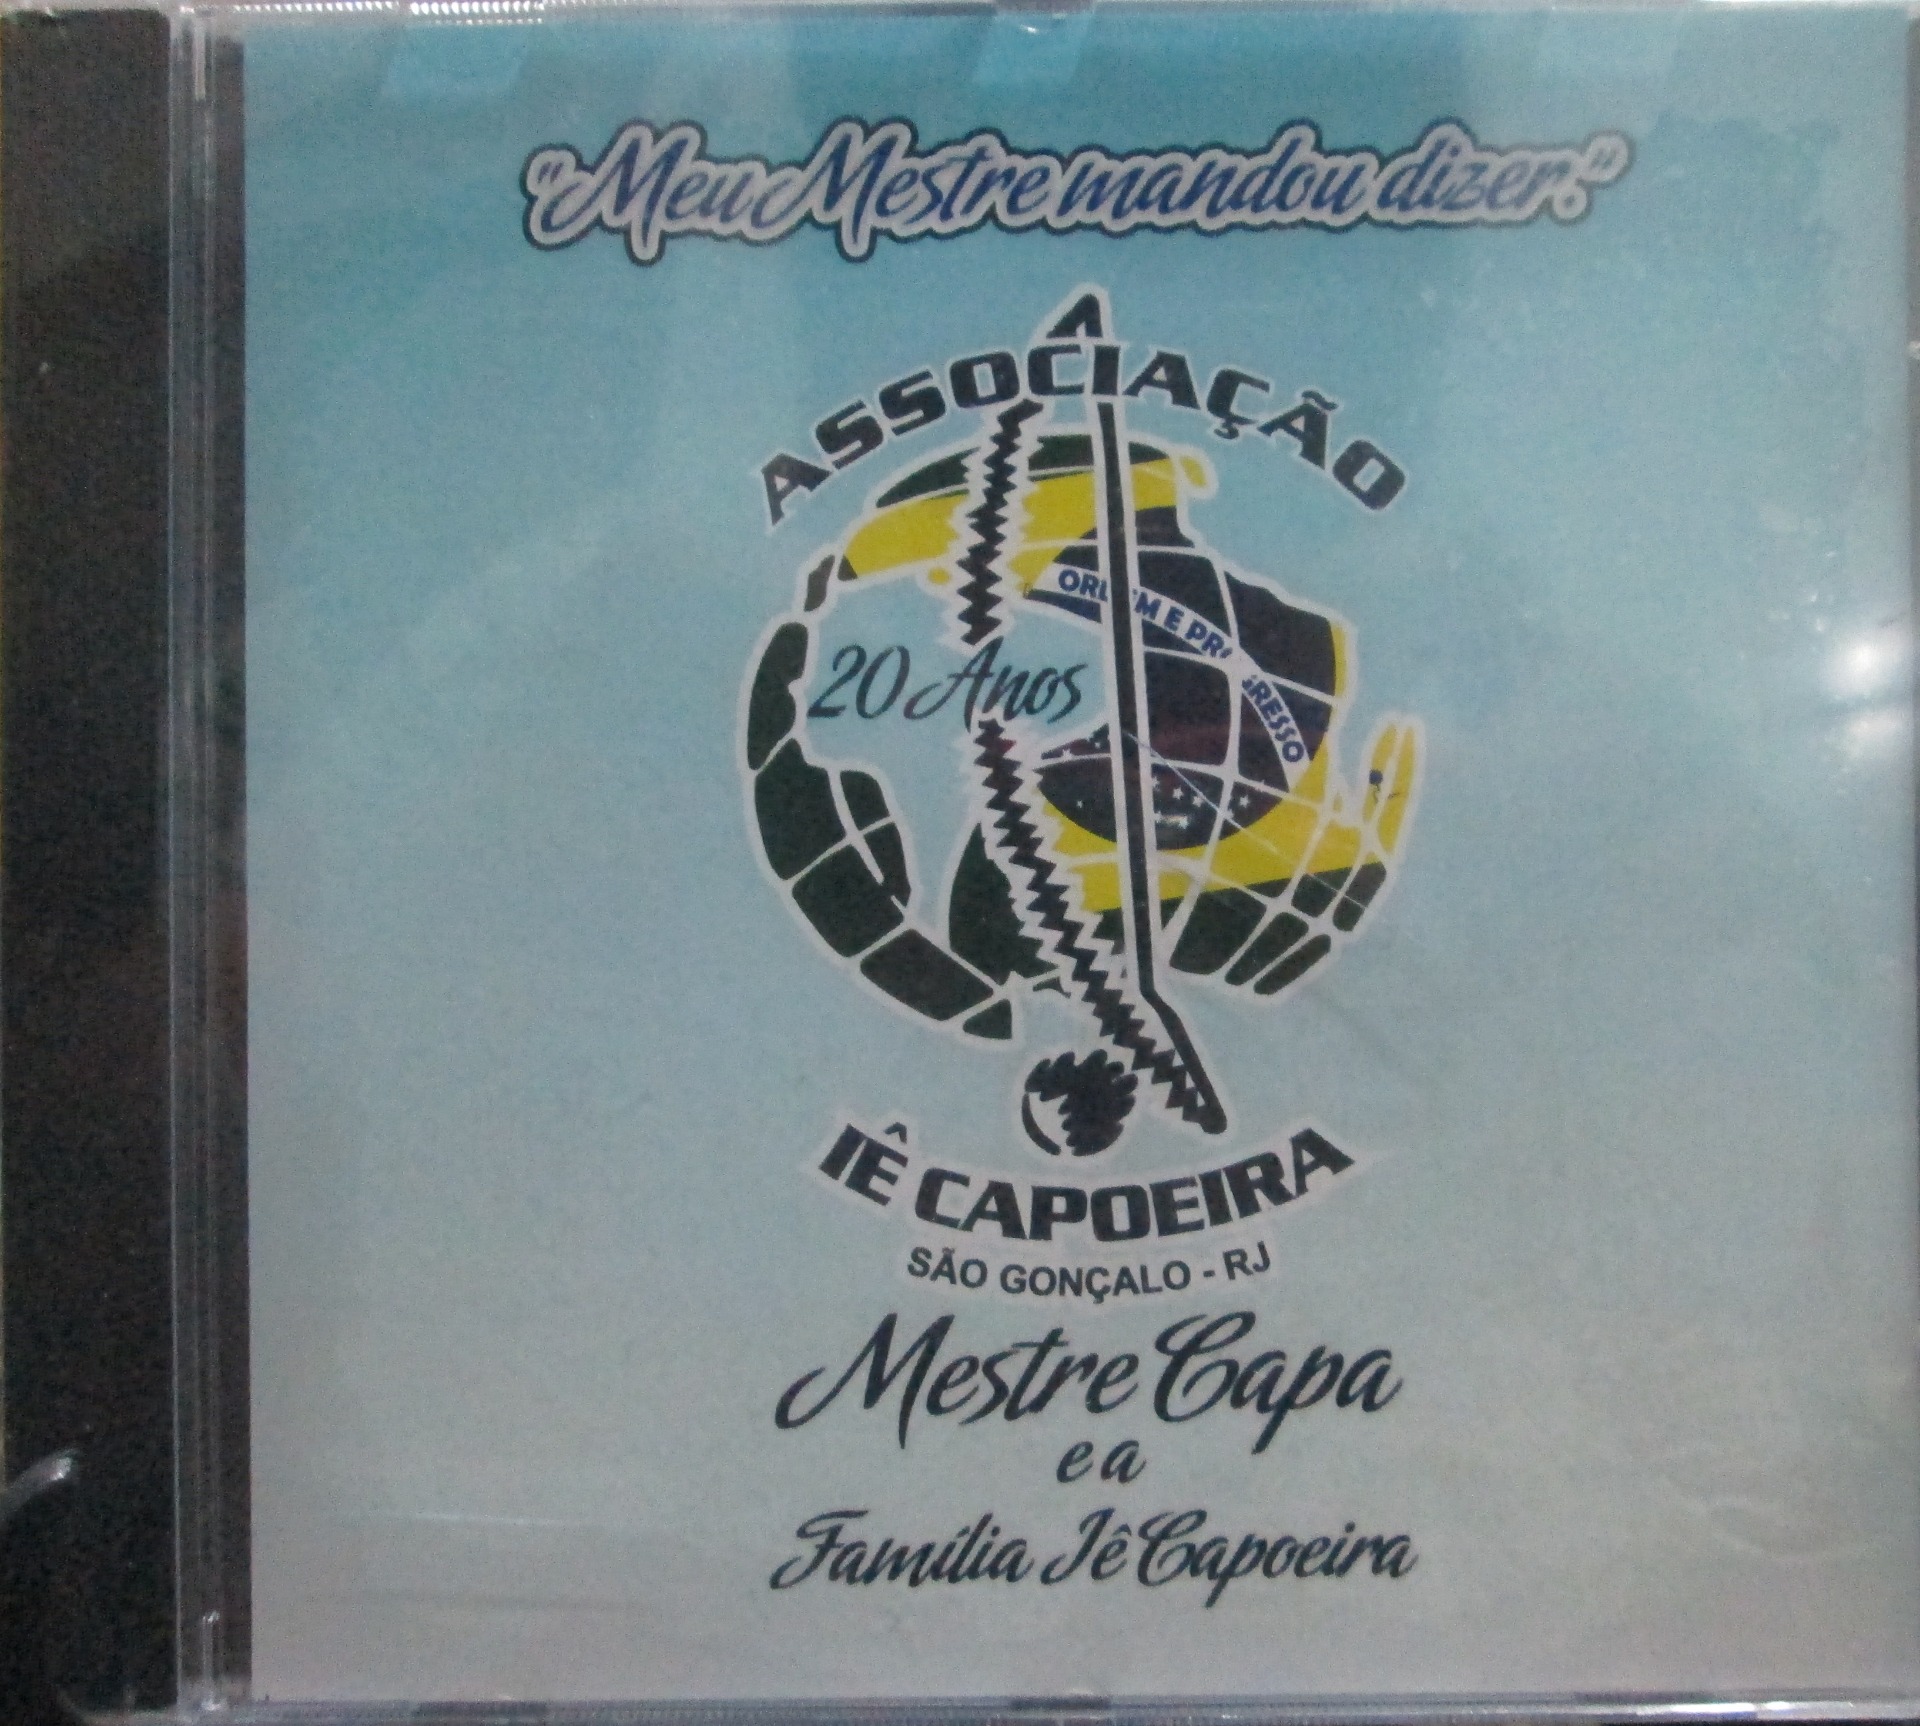 "Meu Mestre mandou dizer."
ASSOCIAÇÃO
ORDEM E PROGRESSO
20 Anos
IÊ CAPOEIRA
SÃO GONÇALO - RJ
Mestre Capa
e a
Família Iê Capoeira